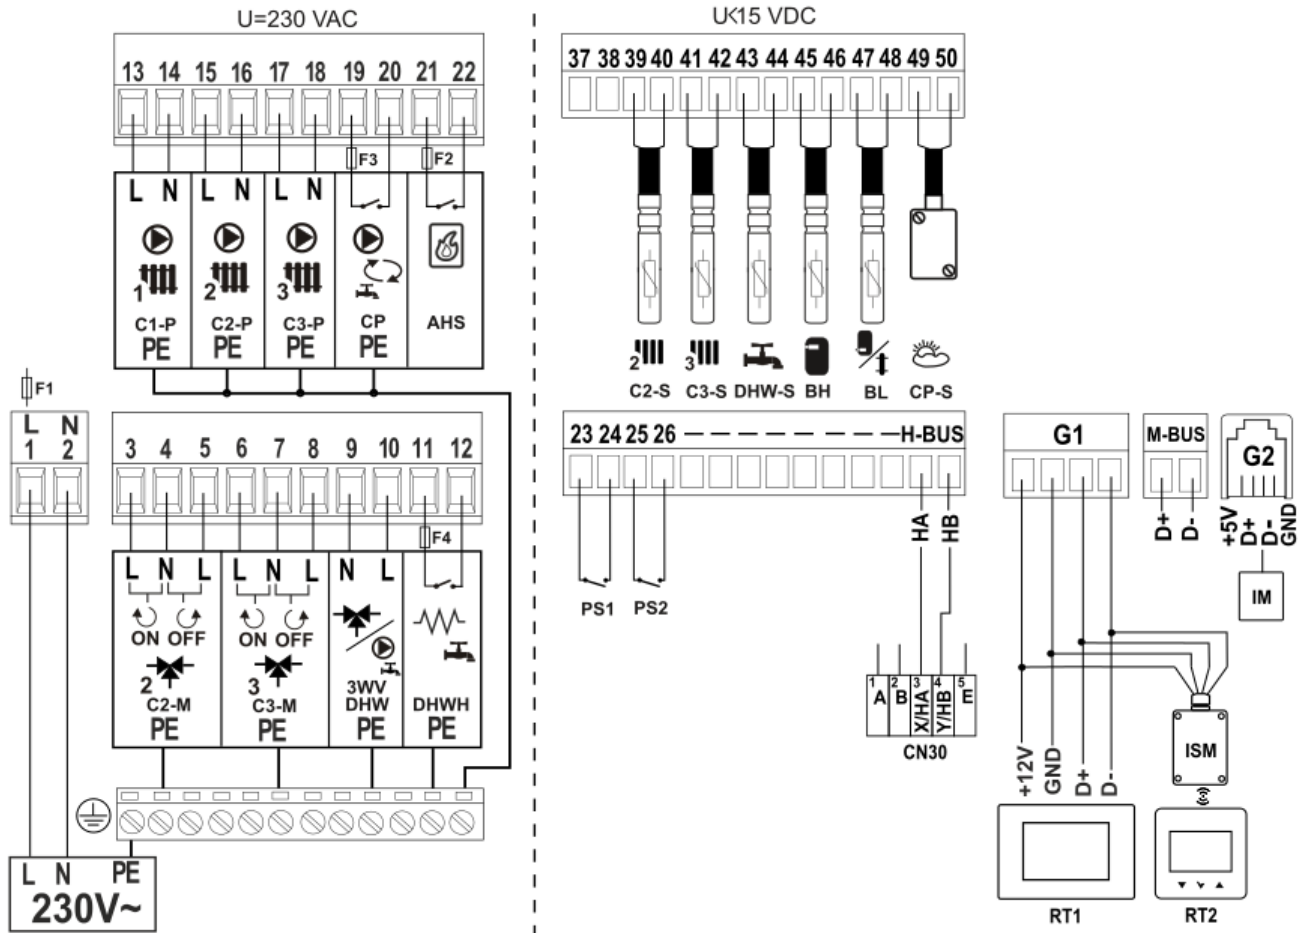 U=230 VAC
U<15 VDC
13 14 15 16 17 18 19 20 21 22
F3
F2
L N L N L N
1 2 3
C1-P C2-P C3-P CP AHS
PE PE PE PE
37 38 39 40 41 42 43 44 45 46 47 48 49 50
2 3
C2-S C3-S DHW-S BH BL CP-S
F1
L N
1 2
3 4 5 6 7 8 9 10 11 12
F4
L N L L N L N L
ON OFF ON OFF
2 3
C2-M C3-M 3WV DHW DHWH
PE PE PE PE
L N PE
230V~
23 24 25 26 H-BUS
HA HB
PS1 PS2
1 2 3 4 5
A B X/HA Y/HB E
CN30
G1
M-BUS
D+ D-
G2
+5V D+ D- GND
IM
+12V GND D+ D-
ISM
RT1
RT2